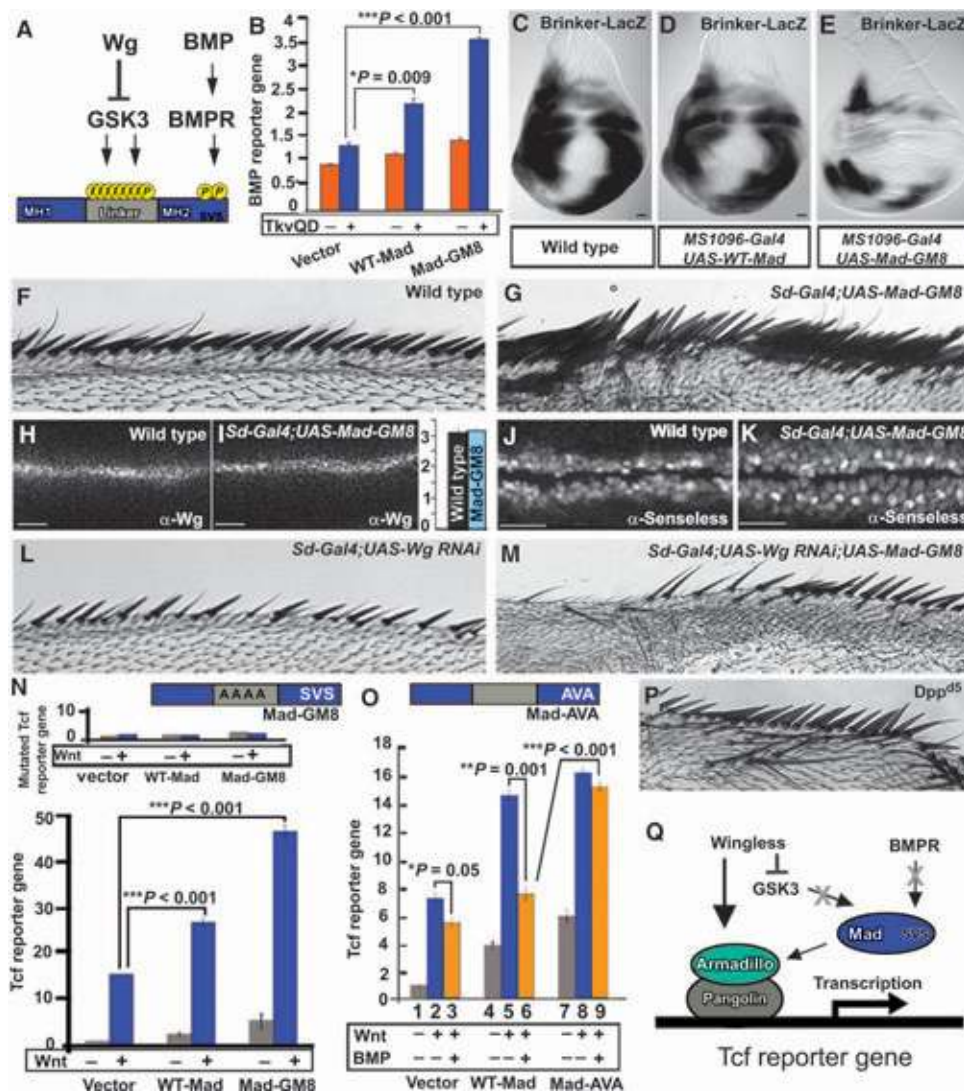 A
Wg
BMP
GSK3
BMPR
P
P P
MH1
Linker
MH2
SVS
B
BMP reporter gene
3.5
3
2.5
2
1.5
1
0.5
0
***P < 0.001
*P = 0.009
TkvQD
– + – + – +
Vector
WT-Mad
Mad-GM8
C Brinker-LacZ
Wild type
D Brinker-LacZ
MS1096-Gal4
UAS-WT-Mad
E Brinker-LacZ
MS1096-Gal4
UAS-Mad-GM8
F Wild type
G Sd-Gal4;UAS-Mad-GM8
H Wild type
α-Wg
I Sd-Gal4;UAS-Mad-GM8
α-Wg
3
2
1
0
Wild type
Mad-GM8
J Wild type
α-Senseless
K Sd-Gal4;UAS-Mad-GM8
α-Senseless
L Sd-Gal4;UAS-Wg RNAi
M Sd-Gal4;UAS-Wg RNAi;UAS-Mad-GM8
N
AAAA SVS
Mad-GM8
Mutated Tcf
reporter gene
10
0
Wnt – + – + – +
vector WT-Mad Mad-GM8
Tcf reporter gene
50
40
30
20
10
0
***P < 0.001
***P < 0.001
Wnt – + – + – +
Vector WT-Mad Mad-GM8
O
AVA
Mad-AVA
Tcf reporter gene
16
14
12
10
8
6
4
2
0
*P = 0.05
**P = 0.001
***P < 0.001
1 2 3 4 5 6 7 8 9
Wnt – + + – + + – + +
BMP – – + – – + – – +
Vector WT-Mad Mad-AVA
P Dppd5
Q
Wingless
BMPR
GSK3
Mad SVS
Armadillo
Pangolin
Transcription
Tcf reporter gene